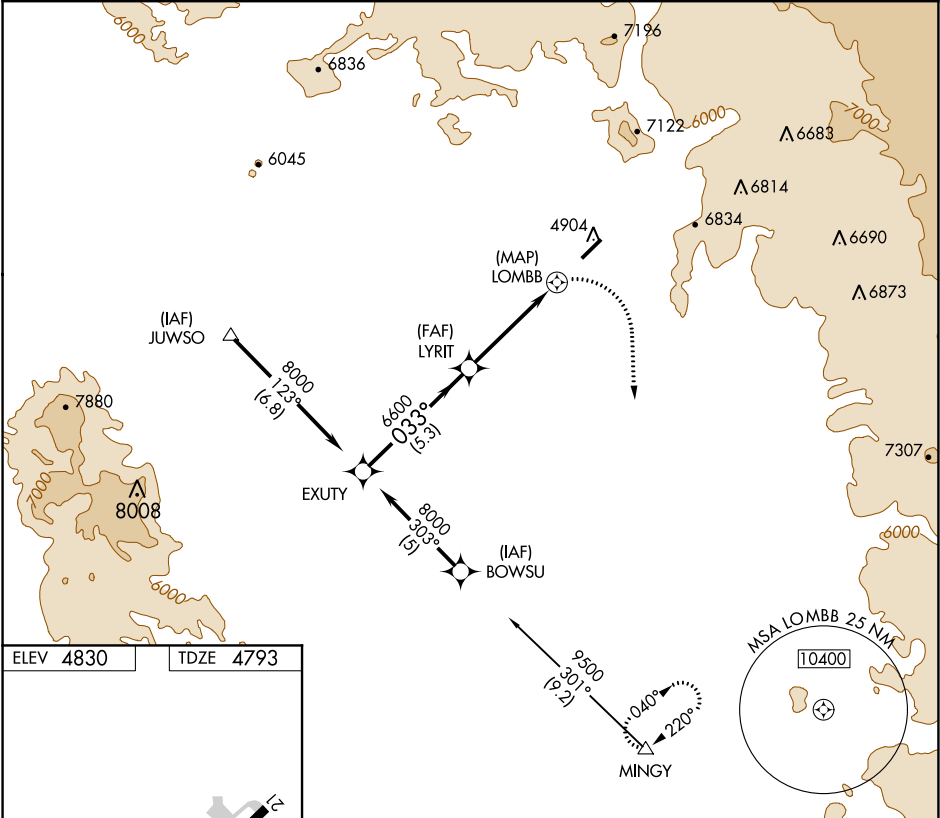 6000
7196
6836
7122
6000
7000
6683
6045
6814
6834
4904
6690
(MAP)
LOMBB
6873
(IAF)
JUWSO
(FAF)
LYRIT
8000
123°
(6.8)
6600
033°
(5.3)
7880
7307
7000
EXUTY
8008
8000
303°
(5)
(IAF)
BOWSU
6000
6000
MSA LOMBB 25 NM
10400
ELEV 4830
TDZE 4793
9500
301°
(9.2)
040°
220°
MINGY
21